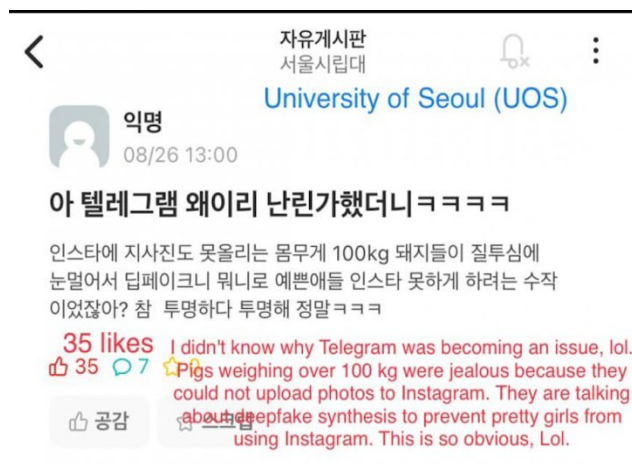 자유게시판
서울시립대
University of Seoul (UOS)
익명
08/26 13:00
아 텔레그램 왜이리 난린가했더니ㅋㅋㅋㅋ
인스타에 지사진도 못올리는 몸무게 100kg 돼지들이 질투심에
눈멀어서 딥페이크니 뭐니로 예쁜애들 인스타 못하게 하려는 수작
이었잖아? 참 투명하다 투명해 정말ㅋㅋㅋ
35 likes
35 7
I didn't know why Telegram was becoming an issue, lol.
Pigs weighing over 100 kg were jealous because they
could not upload photos to Instagram. They are talking
about deepfake synthesis to prevent pretty girls from
using Instagram. This is so obvious, Lol.
공감
스크랩